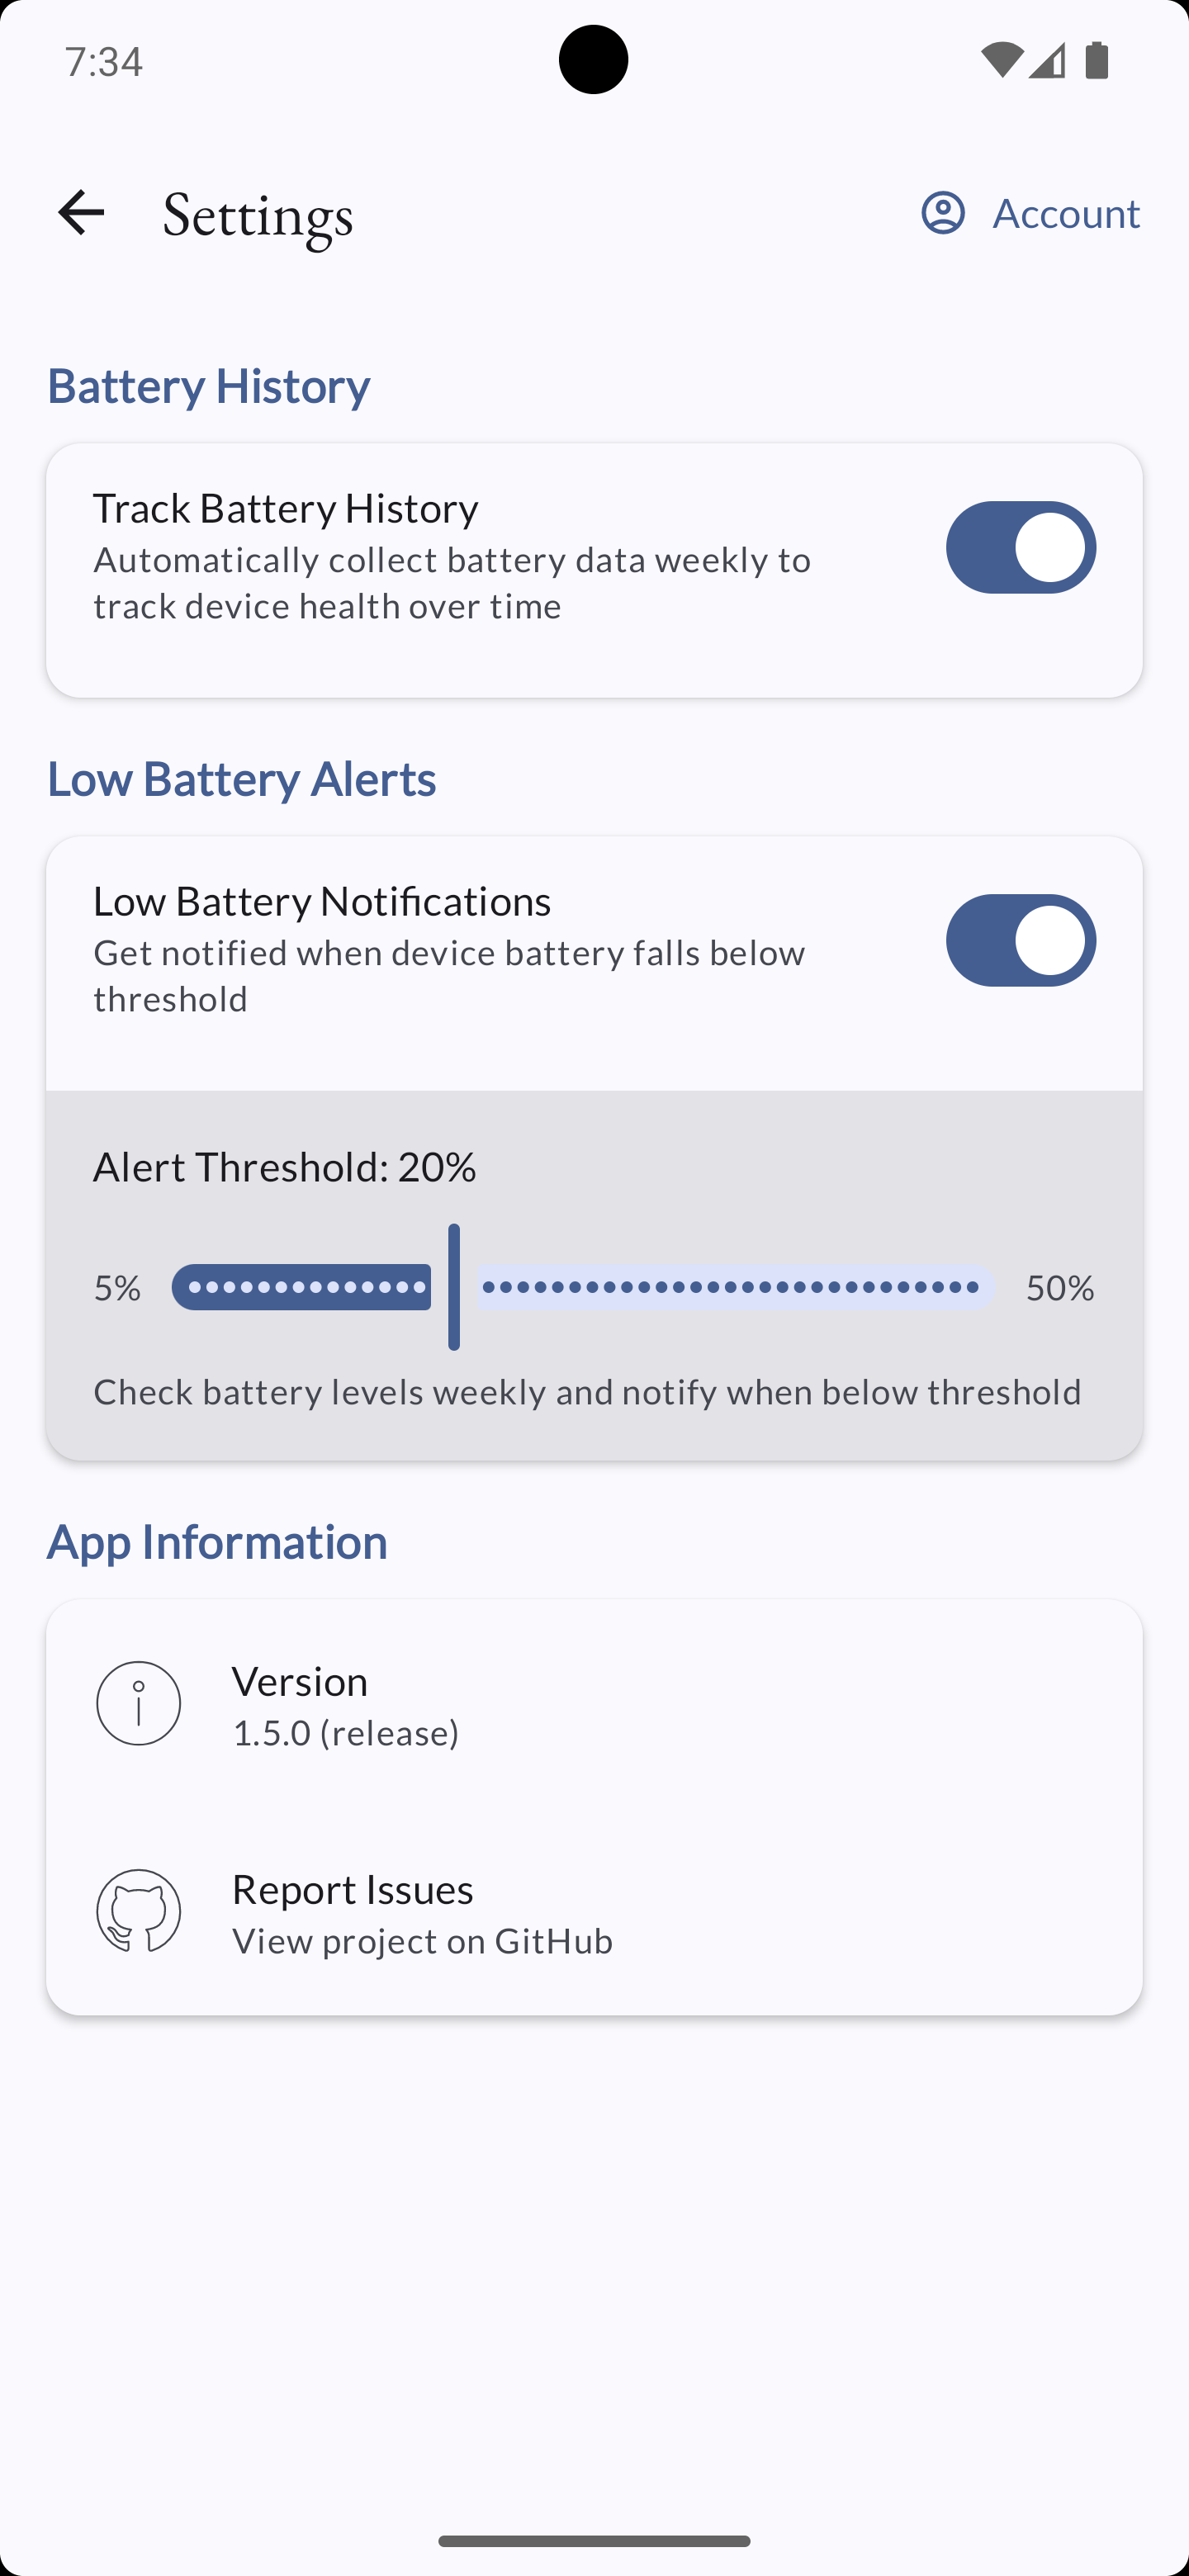 7:34
Settings
Account
Battery History
Track Battery History
Automatically collect battery data weekly to
track device health over time
Low Battery Alerts
Low Battery Notifications
Get notified when device battery falls below
threshold
Alert Threshold: 20%
5%
50%
Check battery levels weekly and notify when below threshold
App Information
Version
1.5.0 (release)
Report Issues
View project on GitHub